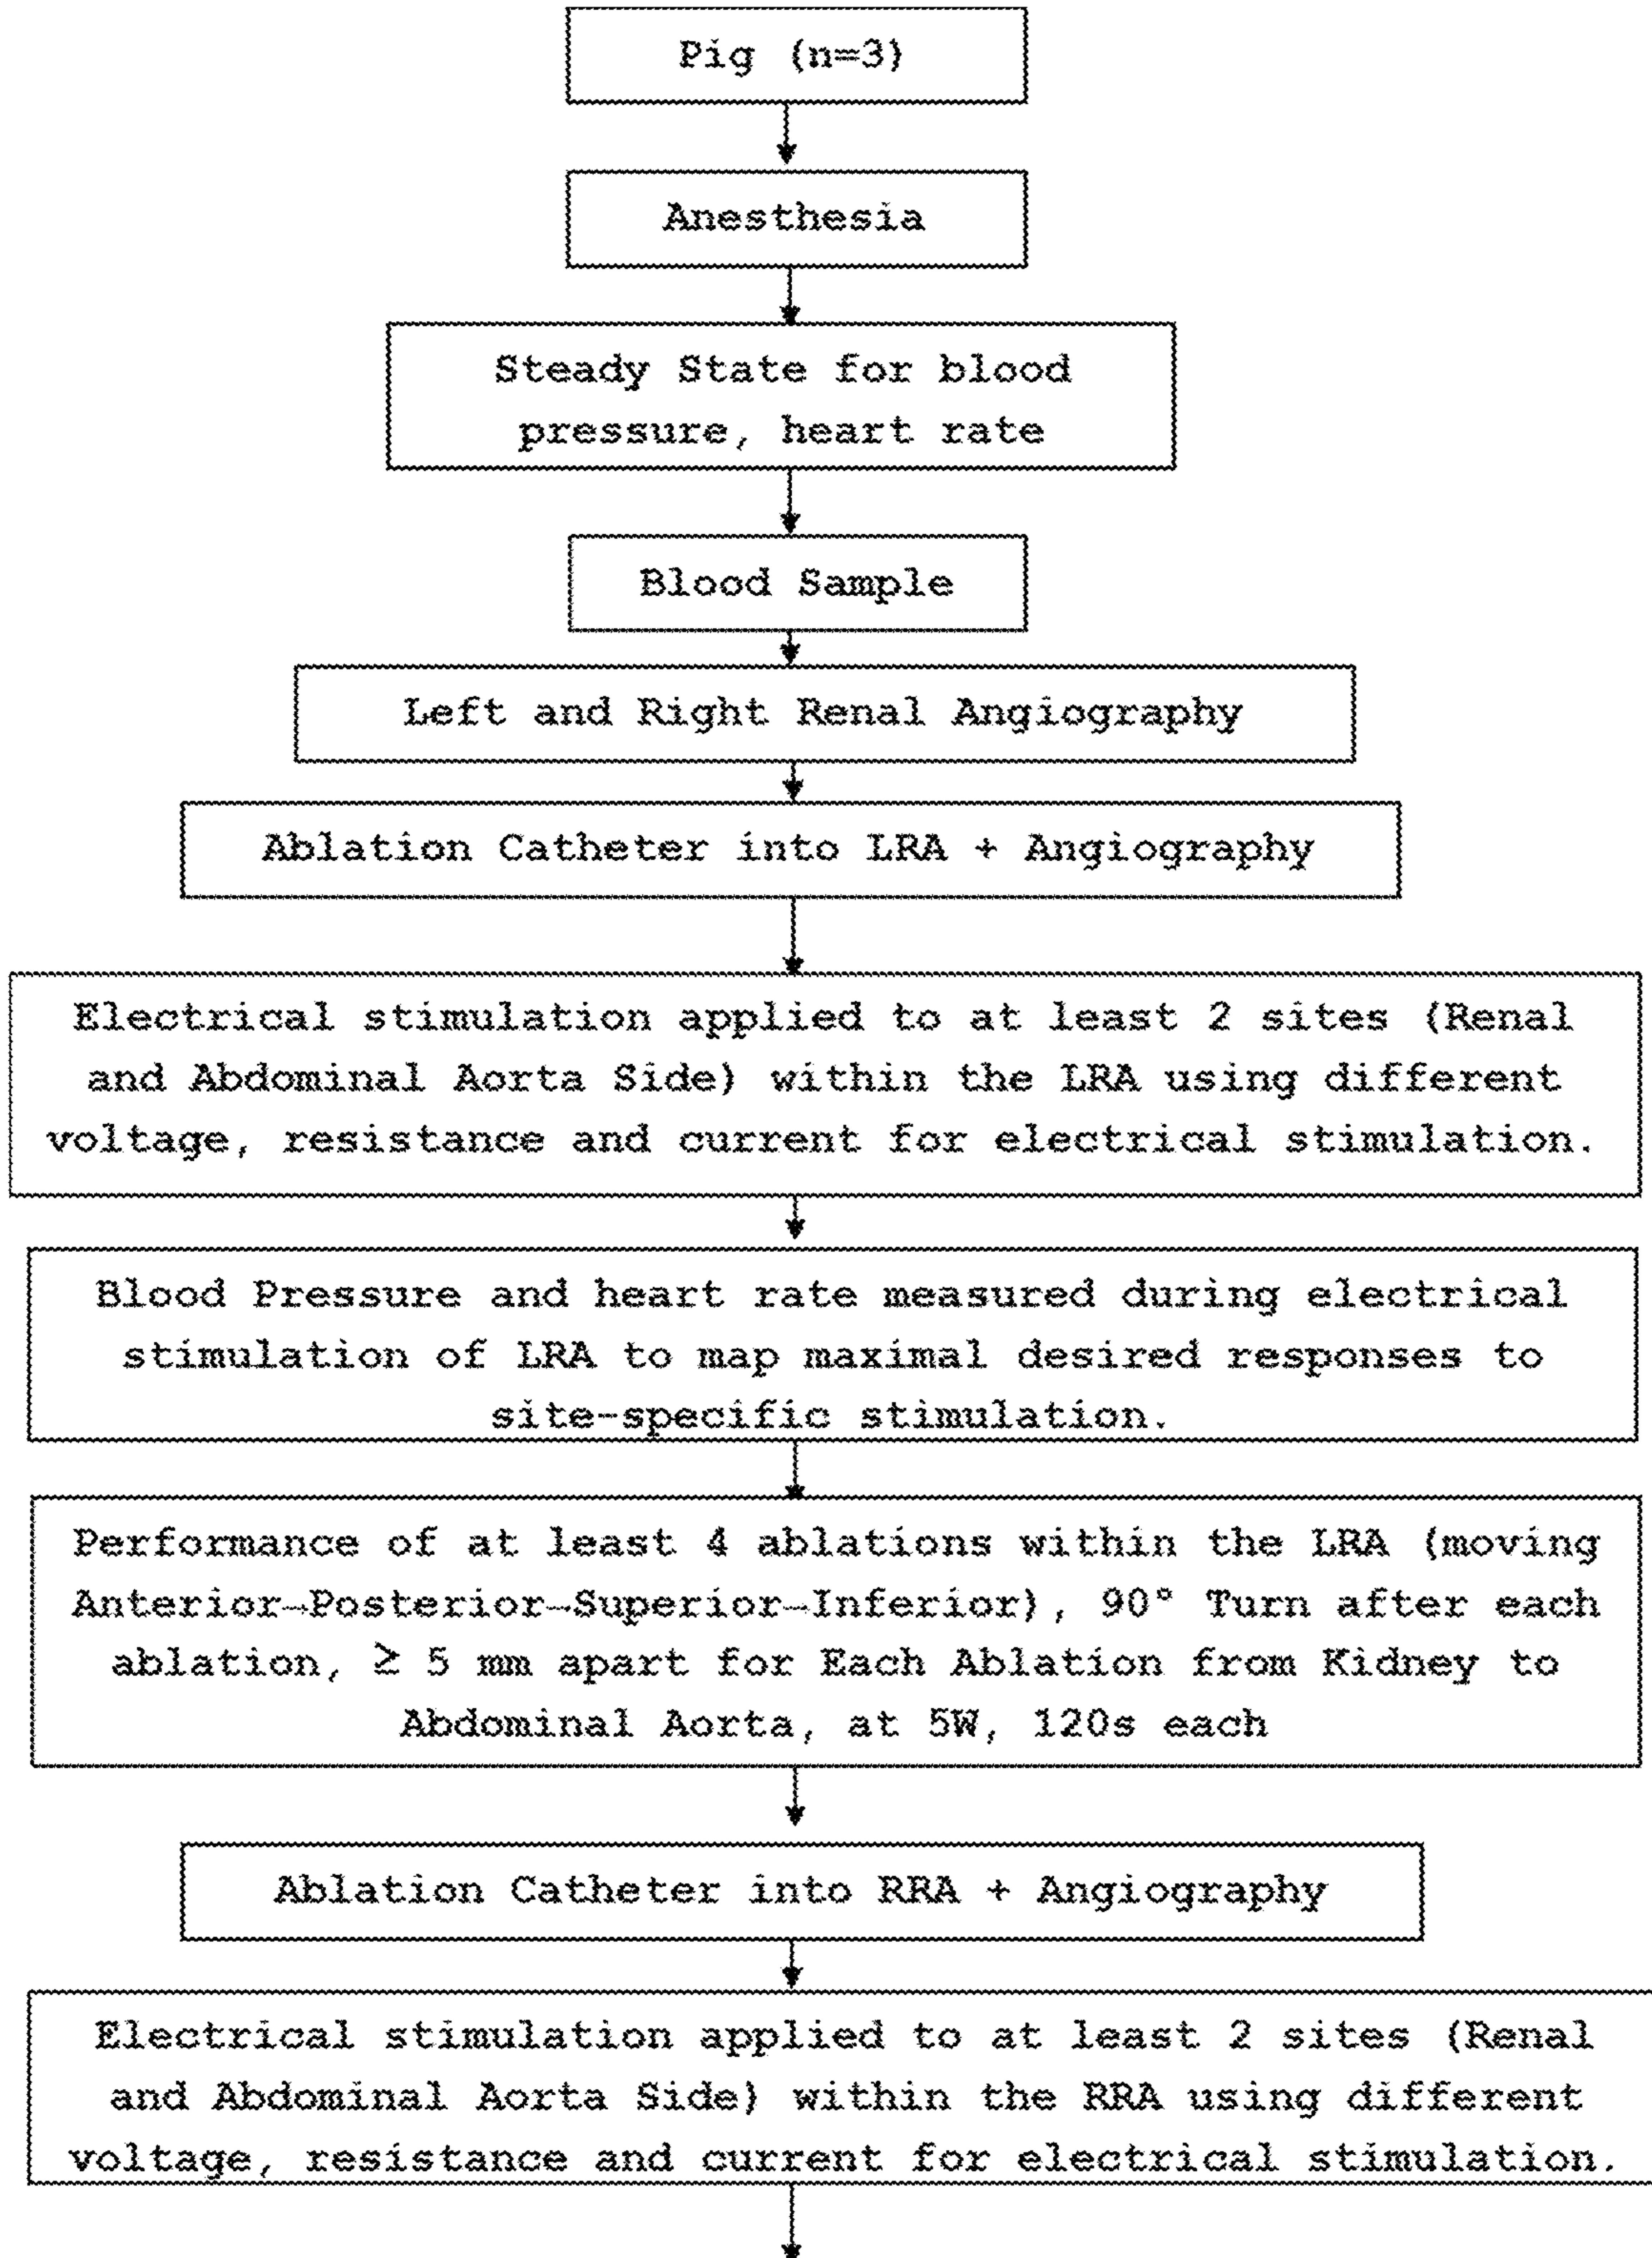 Pig (n=3)
Anesthesia
Steady State for blood
pressure, heart rate
Blood Sample
Left and Right Renal Angiography
Ablation Catheter into LRA + Angiography
Electrical stimulation applied to at least 2 sites (Renal
and Abdominal Aorta Side) within the LRA using different
voltage, resistance and current for electrical stimulation.
Blood Pressure and heart rate measured during electrical
stimulation of LRA to map maximal desired responses to
site-specific stimulation.
Performance of at least 4 ablations within the LRA (moving
Anterior→Posterior→Superior→Inferior), 90° Turn after each
ablation, ≥ 5 mm apart for Each Ablation from Kidney to
Abdominal Aorta, at 5W, 120s each
Ablation Catheter into RRA + Angiography
Electrical stimulation applied to at least 2 sites (Renal
and Abdominal Aorta Side) within the RRA using different
voltage, resistance and current for electrical stimulation.